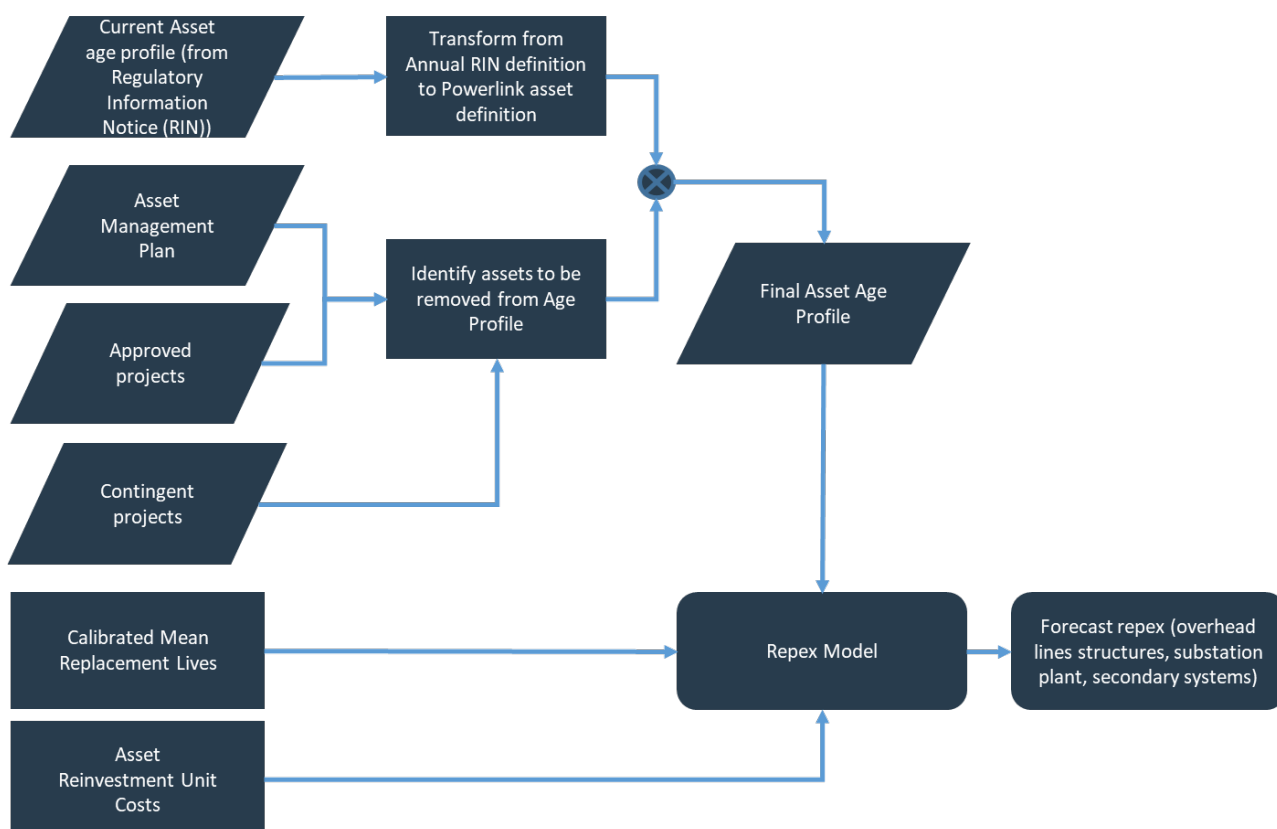 Current Asset
age profile (from
Regulatory
Information
Notice (RIN))
Transform from
Annual RIN definition
to Powerlink asset
definition
Asset
Management
Plan
Identify assets to be
removed from Age
Profile
Final Asset Age
Profile
Approved
projects
Contingent
projects
Calibrated Mean
Replacement Lives
Repex Model
Forecast repex (overhead
lines structures, substation
plant, secondary systems)
Asset
Reinvestment Unit
Costs